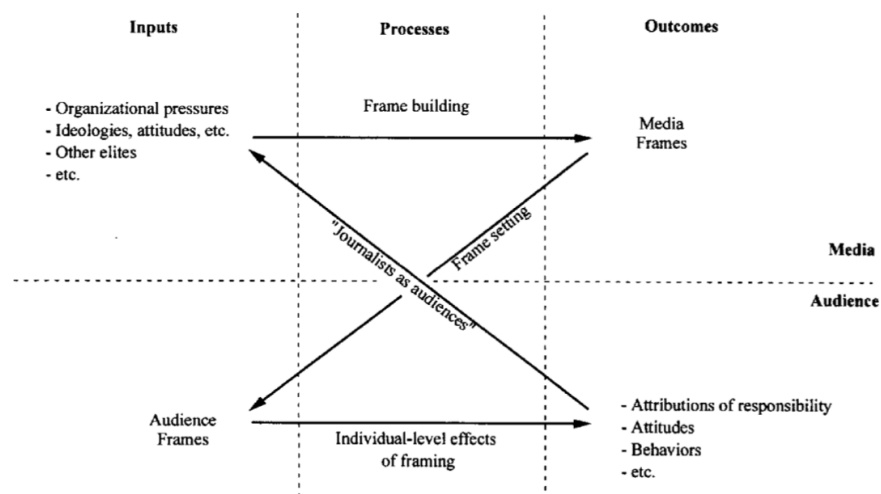 Inputs
Processes
Outcomes
- Organizational pressures
- Ideologies, attitudes, etc.
- Other elites
- etc.
Frame building
Media
Frames
"Journalists as audiences"
Frame setting
Media
Audience
Audience
Frames
Individual-level effects
of framing
- Attributions of responsibility
- Attitudes
- Behaviors
- etc.